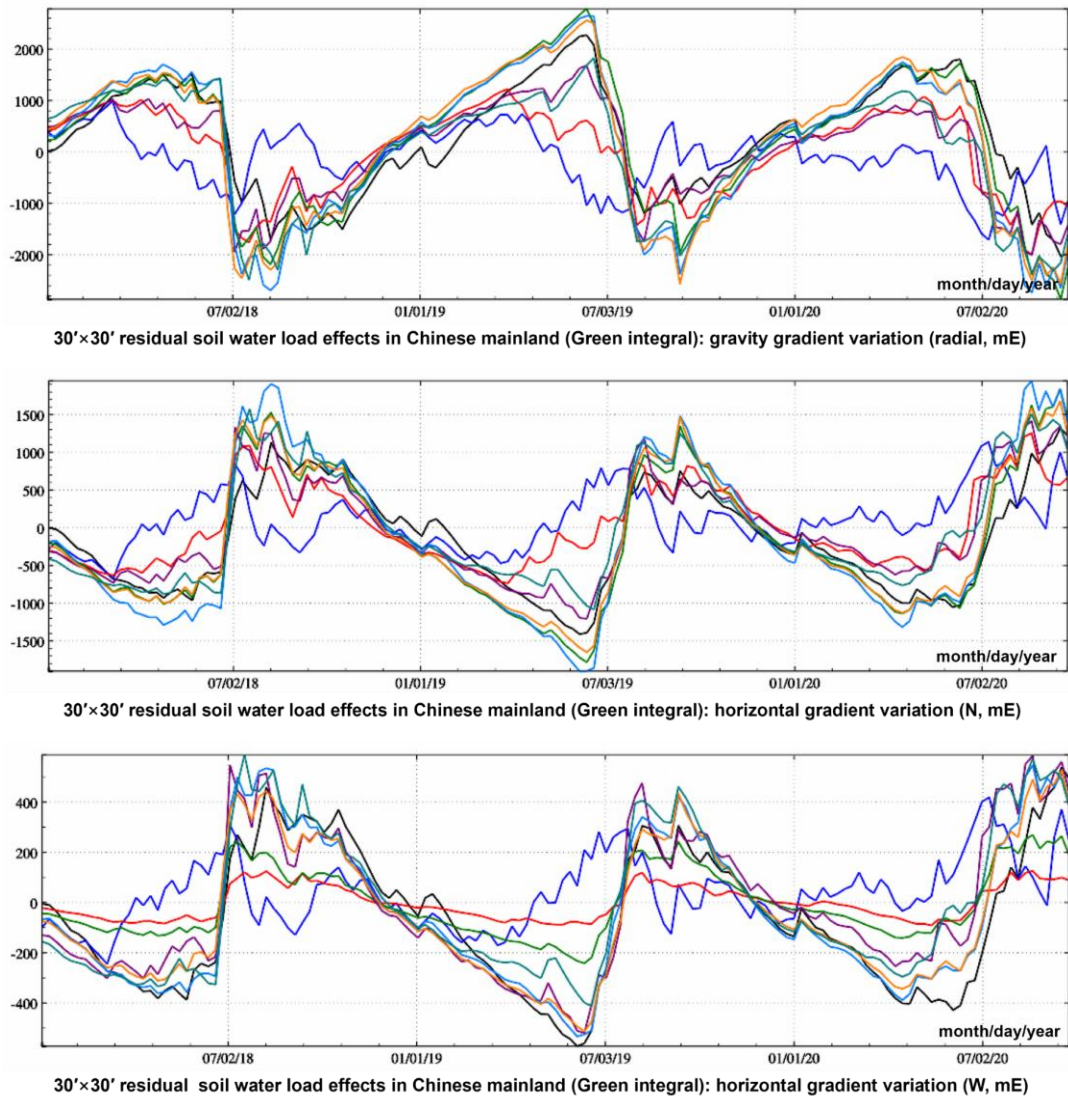 2000
1000
0
-1000
-2000
month/day/year
07/02/18 01/01/19 07/03/19 01/01/20 07/02/20
30′×30′ residual soil water load effects in Chinese mainland (Green integral): gravity gradient variation (radial, mE)
1500
1000
500
0
-500
-1000
-1500
month/day/year
07/02/18 01/01/19 07/03/19 01/01/20 07/02/20
30′×30′ residual soil water load effects in Chinese mainland (Green integral): horizontal gradient variation (N, mE)
400
200
0
-200
-400
month/day/year
07/02/18 01/01/19 07/03/19 01/01/20 07/02/20
30′×30′ residual soil water load effects in Chinese mainland (Green integral): horizontal gradient variation (W, mE)